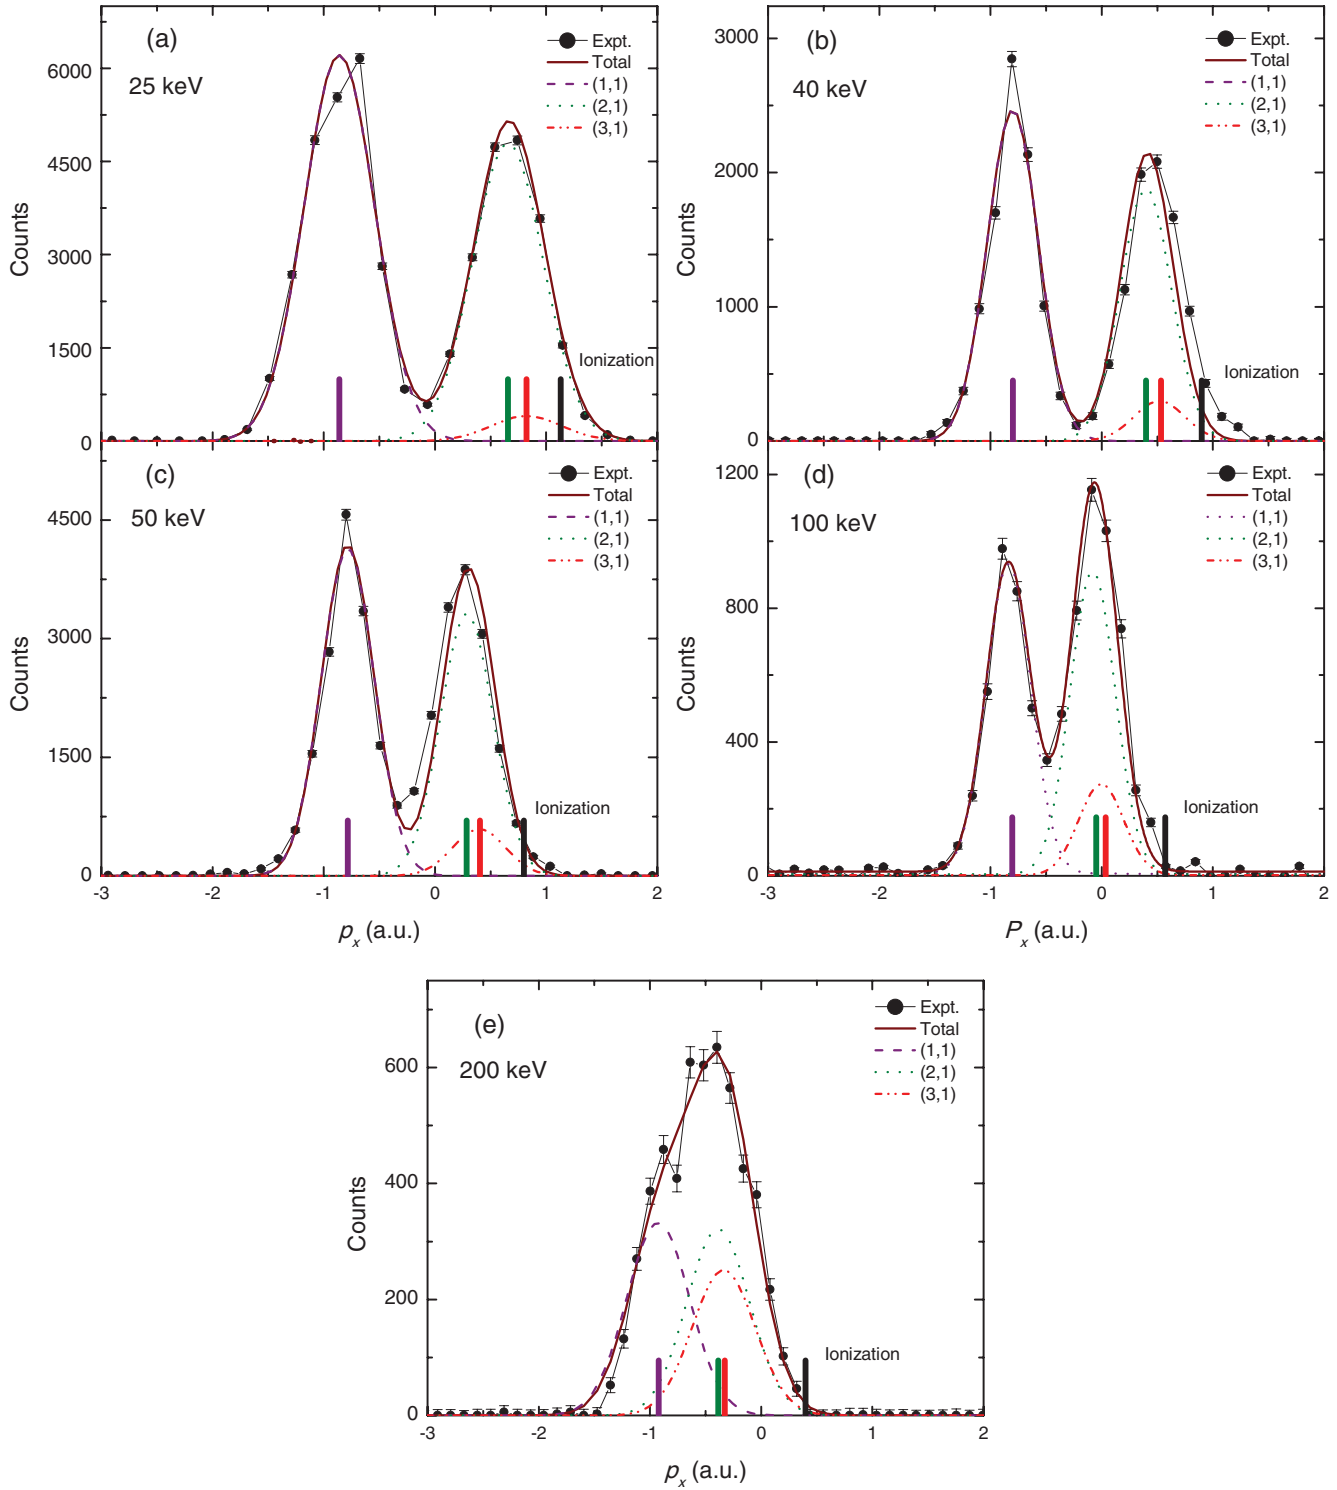 (a)
25 keV
Expt.
Total
(1,1)
(2,1)
(3,1)
Ionization
Counts
6000
4500
3000
1500
0
(b)
40 keV
Expt.
Total
(1,1)
(2,1)
(3,1)
Ionization
Counts
3000
2000
1000
0
(c)
50 keV
Expt.
Total
(1,1)
(2,1)
(3,1)
Ionization
Counts
4500
3000
1500
0
-3 -2 -1 0 1 2
p_x (a.u.)
(d)
100 keV
Expt.
Total
(1,1)
(2,1)
(3,1)
Ionization
Counts
1200
800
400
0
-3 -2 -1 0 1 2
P_x (a.u.)
(e)
200 keV
Expt.
Total
(1,1)
(2,1)
(3,1)
Ionization
Counts
600
400
200
0
-3 -2 -1 0 1 2
p_x (a.u.)